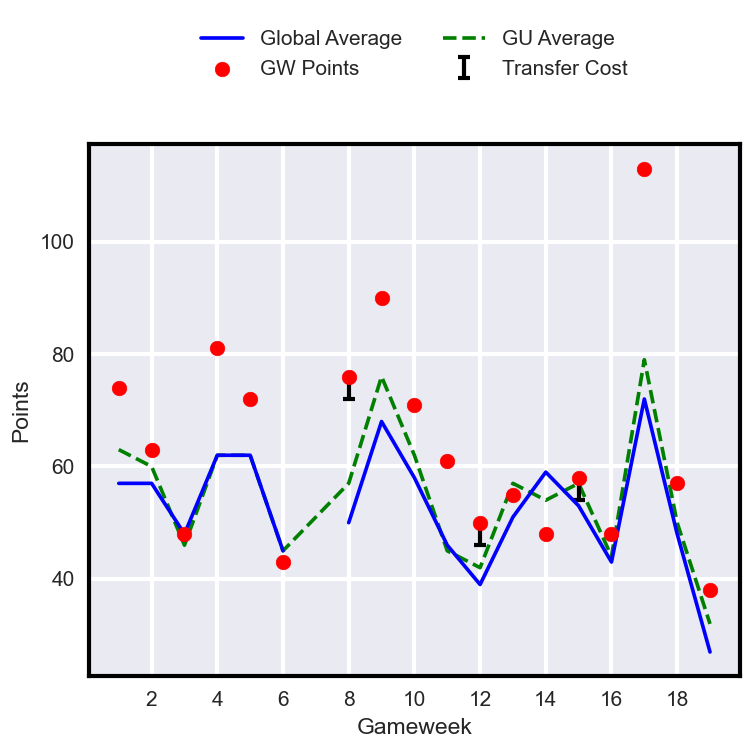 Global Average
GU Average
GW Points
Transfer Cost
Points
100
80
60
40
2 4 6 8 10 12 14 16 18
Gameweek